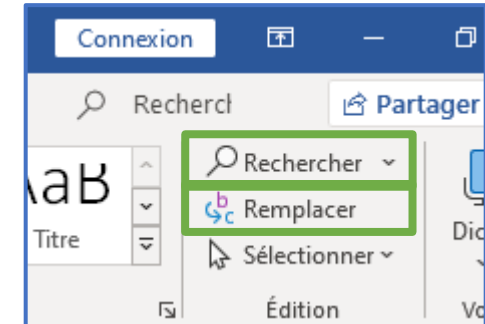 Connexion
Recherch Partager
AaB Rechercher
Remplacer
Titre Sélectionner Dic
Édition Vo